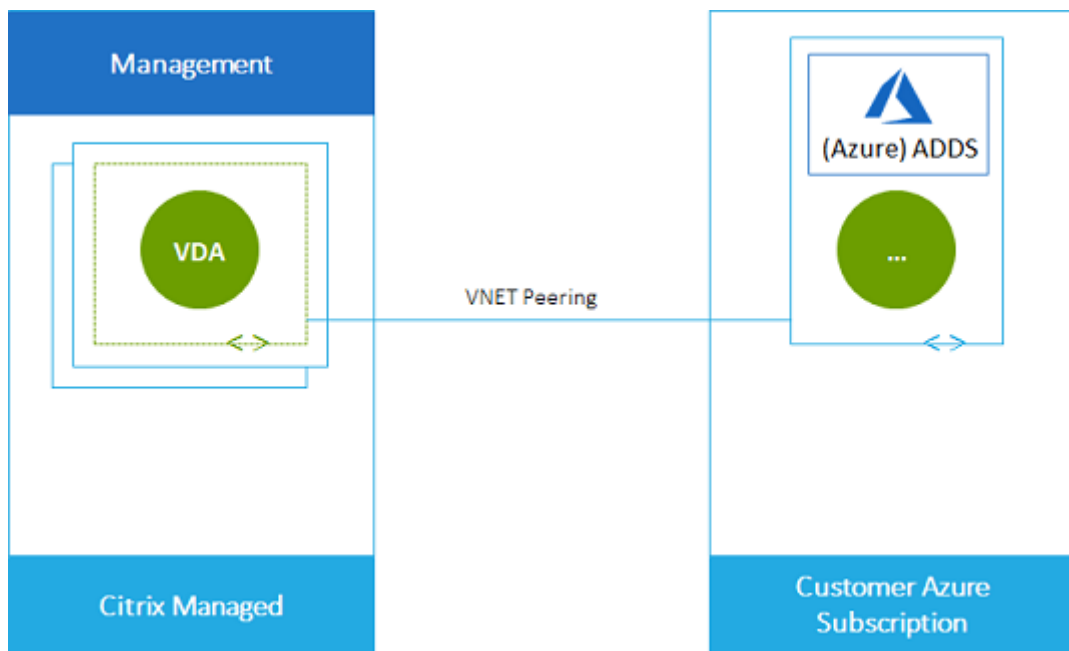 Management
VDA
Citrix Managed
VNET Peering
(Azure) ADDS
...
Customer Azure
Subscription